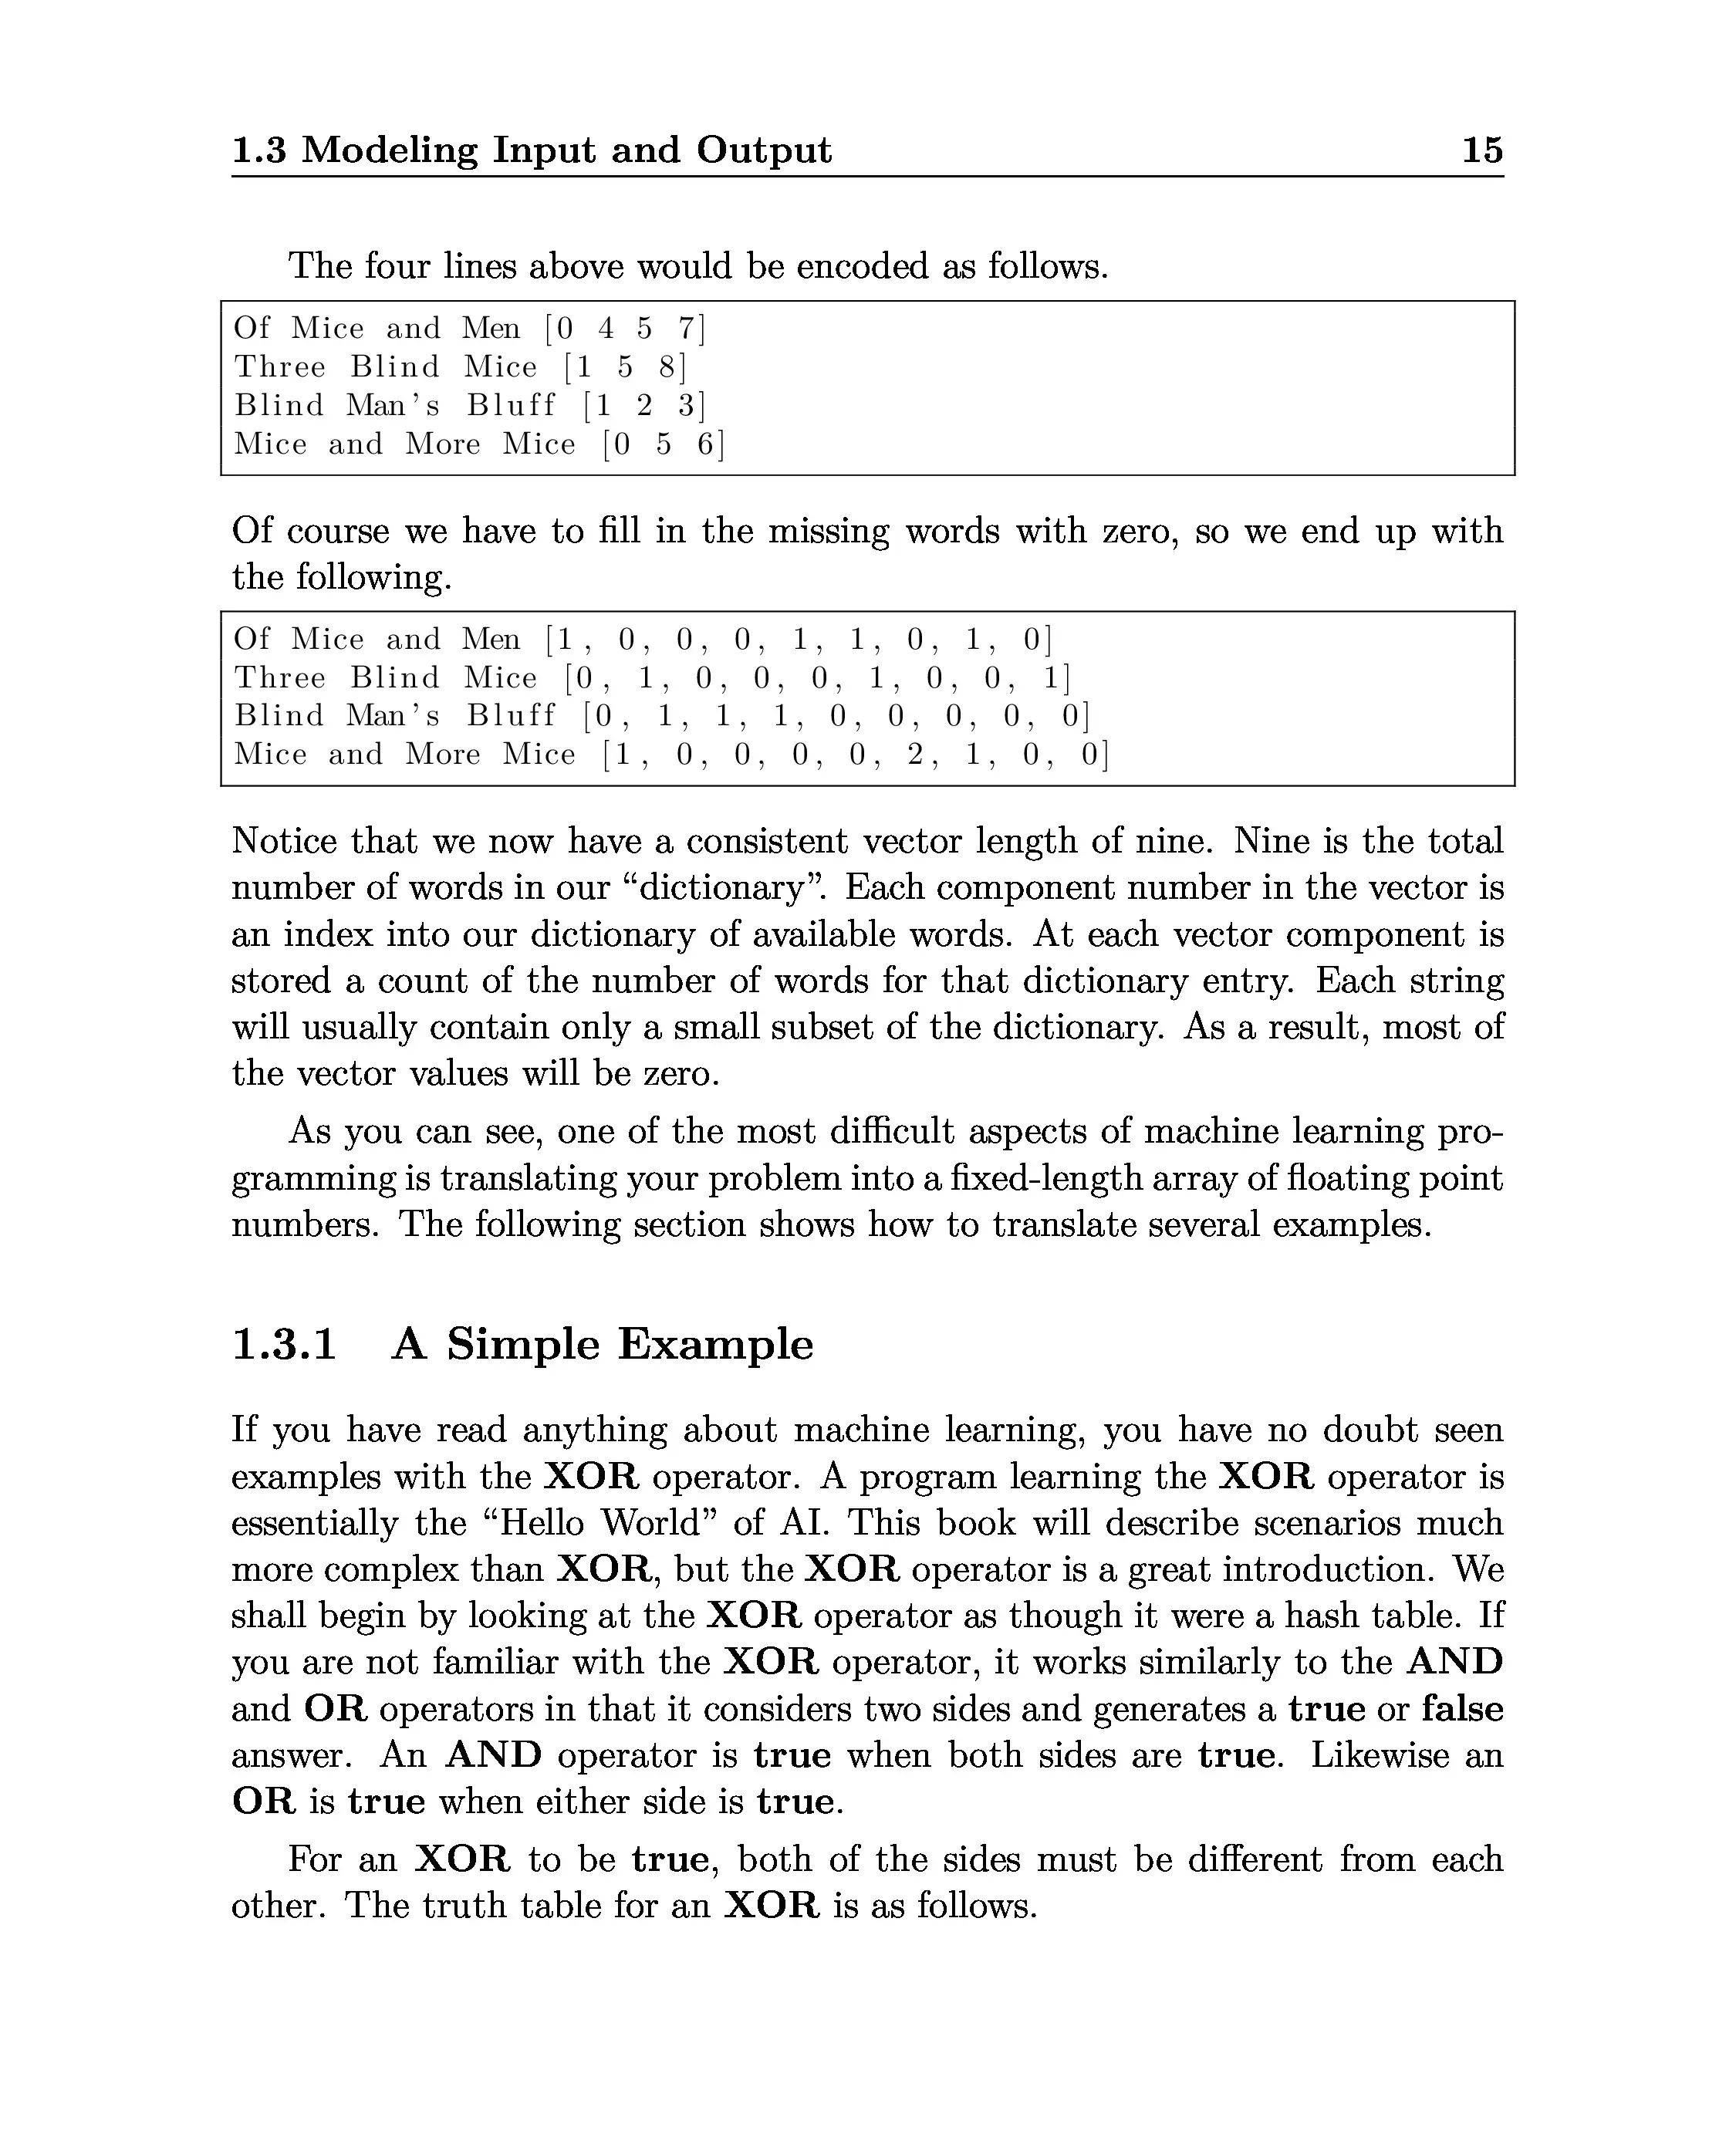 1.3 Modeling Input and Output 15
The four lines above would be encoded as follows.
Of Mice and Men [0 4 5 7]
Three Blind Mice [1 5 8]
Blind Man's Bluff [1 2 3]
Mice and More Mice [0 5 6]
Of course we have to fill in the missing words with zero, so we end up with
the following.
Of Mice and Men [1, 0, 0, 0, 1, 1, 0, 1, 0]
Three Blind Mice [0, 1, 0, 0, 0, 1, 0, 0, 1]
Blind Man's Bluff [0, 1, 1, 1, 0, 0, 0, 0, 0]
Mice and More Mice [1, 0, 0, 0, 0, 2, 1, 0, 0]
Notice that we now have a consistent vector length of nine. Nine is the total
number of words in our “dictionary”. Each component number in the vector is
an index into our dictionary of available words. At each vector component is
stored a count of the number of words for that dictionary entry. Each string
will usually contain only a small subset of the dictionary. As a result, most of
the vector values will be zero.
As you can see, one of the most difficult aspects of machine learning pro-
gramming is translating your problem into a fixed-length array of floating point
numbers. The following section shows how to translate several examples.
1.3.1 A Simple Example
If you have read anything about machine learning, you have no doubt seen
examples with the XOR operator. A program learning the XOR operator is
essentially the “Hello World” of AI. This book will describe scenarios much
more complex than XOR, but the XOR operator is a great introduction. We
shall begin by looking at the XOR operator as though it were a hash table. If
you are not familiar with the XOR operator, it works similarly to the AND
and OR operators in that it considers two sides and generates a true or false
answer. An AND operator is true when both sides are true. Likewise an
OR is true when either side is true.
For an XOR to be true, both of the sides must be different from each
other. The truth table for an XOR is as follows.